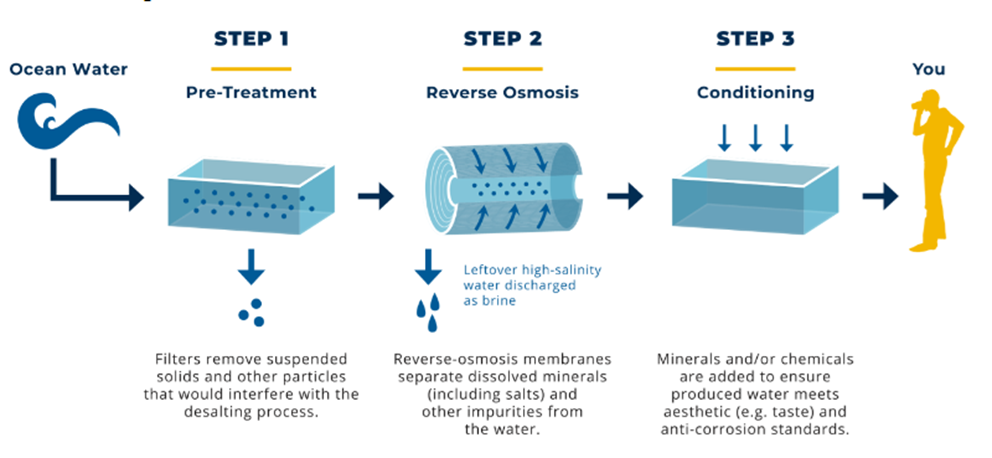 STEP 1
STEP 2
STEP 3
Ocean Water
You
Pre-Treatment
Reverse Osmosis
Conditioning
Leftover high-salinity
water discharged
as brine
Filters remove suspended
solids and other particles
that would interfere with the
desalting process.
Reverse-osmosis membranes
separate dissolved minerals
(including salts) and
other impurities from
the water.
Minerals and/or chemicals
are added to ensure
produced water meets
aesthetic (e.g. taste) and
anti-corrosion standards.